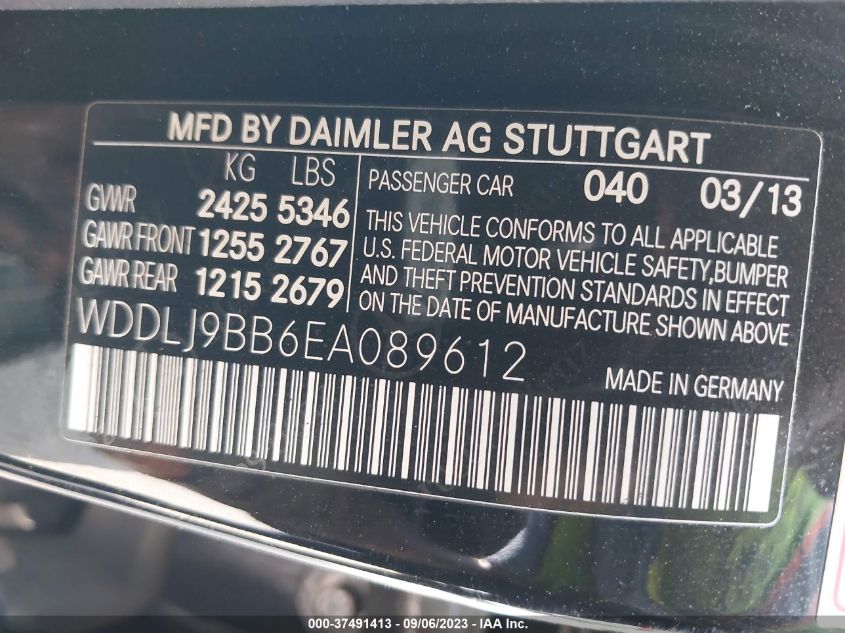 MFD BY DAIMLER AG STUTTGART
KG LBS
GVWR 2425 5346
GAWR FRONT 1255 2767
GAWR REAR 1215 2679
PASSENGER CAR 040 03/13
THIS VEHICLE CONFORMS TO ALL APPLICABLE
U.S. FEDERAL MOTOR VEHICLE SAFETY,BUMPER
AND THEFT PREVENTION STANDARDS IN EFFECT
ON THE DATE OF MANUFACTURE SHOWN ABOVE
WDDLJ9BB6EA089612
MADE IN GERMANY
000-37491413 - 09/06/2023 - IAA Inc.